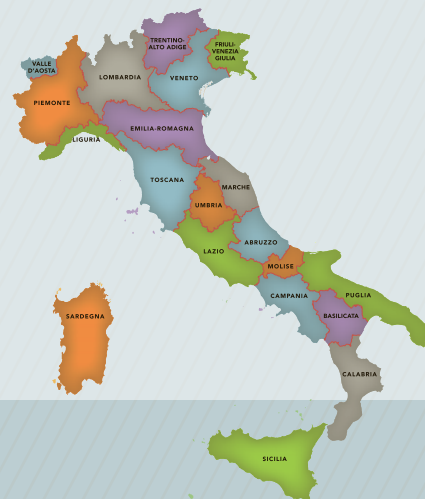 TRENTINO-
ALTO ADIGE
FRIULI-
VENEZIA
GIULIA
VALLE
D'AOSTA
LOMBARDIA
VENETO
PIEMONTE
EMILIA-ROMAGNA
LIGURIA
TOSCANA
MARCHE
UMBRIA
ABRUZZO
LAZIO
MOLISE
CAMPANIA
PUGLIA
BASILICATA
SARDEGNA
CALABRIA
SICILIA